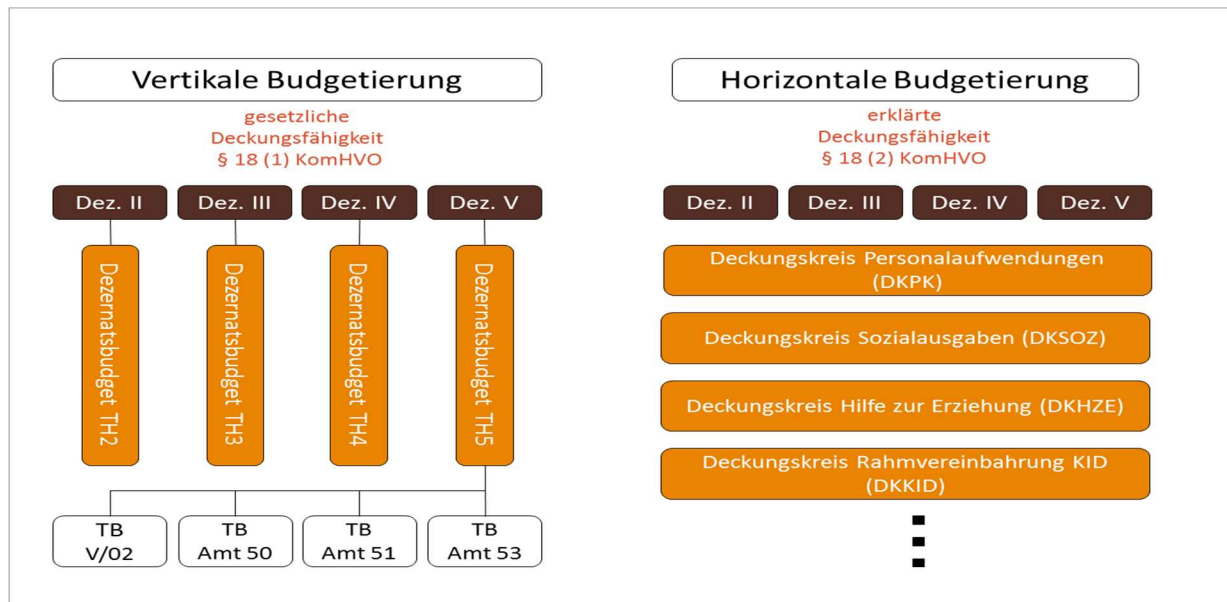 Vertikale Budgetierung
gesetzliche
Deckungsfähigkeit
§ 18 (1) KomHVO
Dez. II
Dez. III
Dez. IV
Dez. V
Dezernatsbudget TH2
Dezernatsbudget TH3
Dezernatsbudget TH4
Dezernatsbudget TH5
TB
V/02
TB
Amt 50
TB
Amt 51
TB
Amt 53
Horizontale Budgetierung
erklärte
Deckungsfähigkeit
§ 18 (2) KomHVO
Dez. II
Dez. III
Dez. IV
Dez. V
Deckungskreis Personalaufwendungen
(DKPK)
Deckungskreis Sozialausgaben (DKSOZ)
Deckungskreis Hilfe zur Erziehung (DKHZE)
Deckungskreis Rahmvereinbahrung KID
(DKKID)